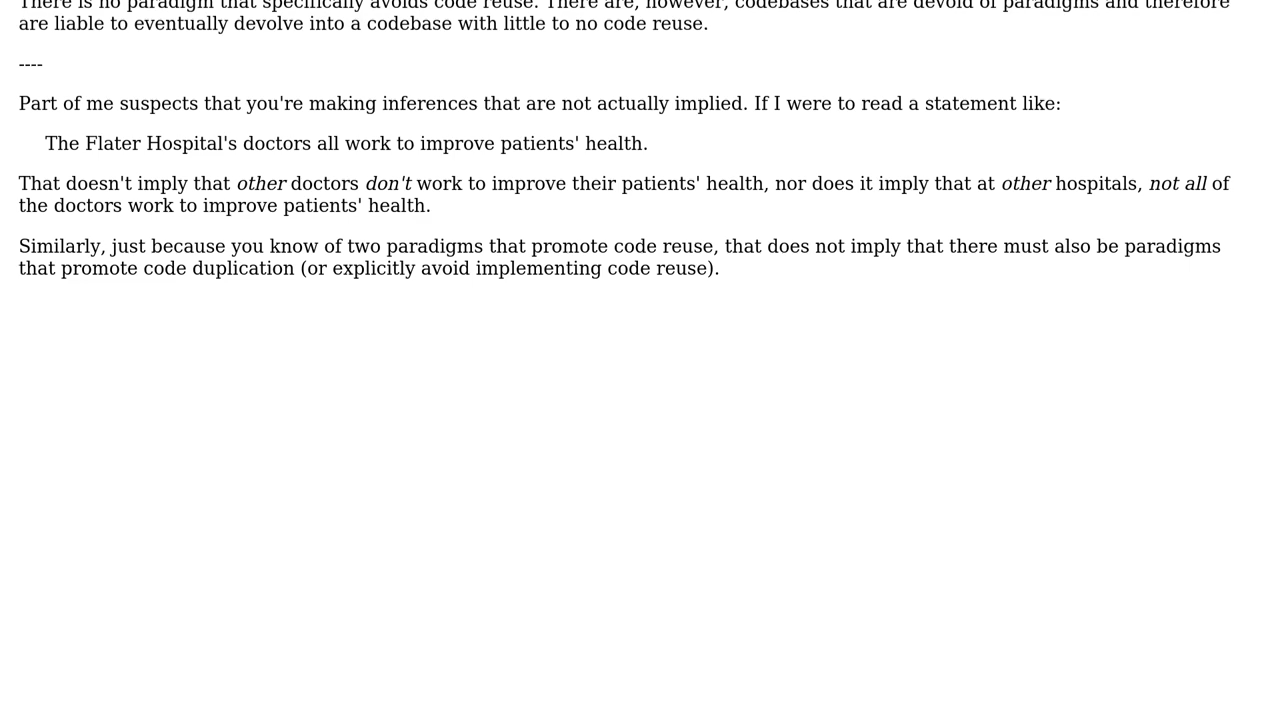 There is no paradigm that specifically avoids code reuse. There are, however, codebases that are devoid of paradigms and therefore
are liable to eventually devolve into a codebase with little to no code reuse.
----
Part of me suspects that you're making inferences that are not actually implied. If I were to read a statement like:
The Flater Hospital's doctors all work to improve patients' health.
That doesn't imply that other doctors don't work to improve their patients' health, nor does it imply that at other hospitals, not all of
the doctors work to improve patients' health.
Similarly, just because you know of two paradigms that promote code reuse, that does not imply that there must also be paradigms
that promote code duplication (or explicitly avoid implementing code reuse).